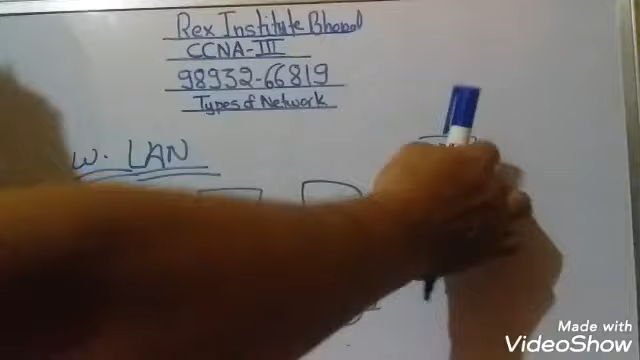 Rex Institute Bhopal
CCNA-III
98932-66819
Types of Network
W. LAN
Made with
VideoShow